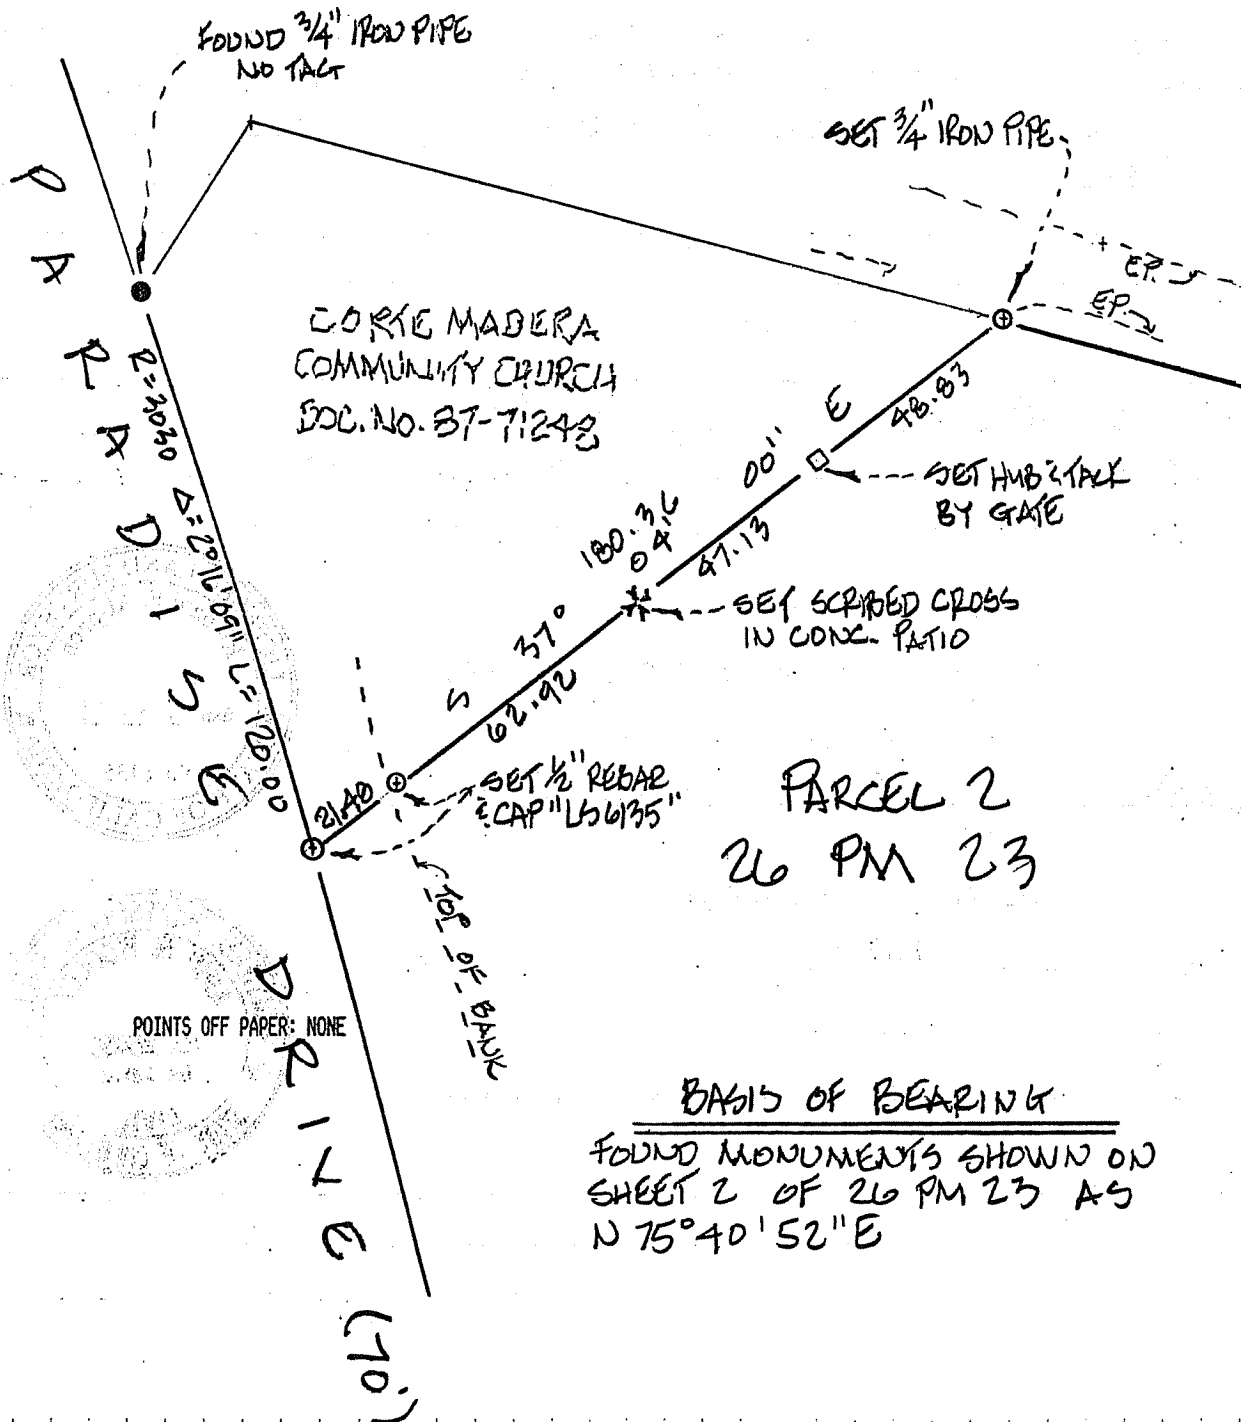 FOUND 3/4" IRON PIPE
NO TAG
SET 3/4" IRON PIPE
E.P.
E.P.
CORTE MADERA
COMMUNITY CHURCH
DOC. NO. 87-71248
R=3030 Δ=2°16'09" L=120.00
S 37° 04' 00" E
180.36
48.83
47.13
62.92
21.40
SET HUB & TACK
BY GATE
SET SCRIBED CROSS
IN CONC. PATIO
SET 1/2" REBAR
& CAP "LS 6135"
TOP OF BANK
PARCEL 2
26 PM 23
PARADISE DRIVE (70')
POINTS OFF PAPER: NONE
BASIS OF BEARING
FOUND MONUMENTS SHOWN ON
SHEET 2 OF 26 PM 23 AS
N 75°40'52"E